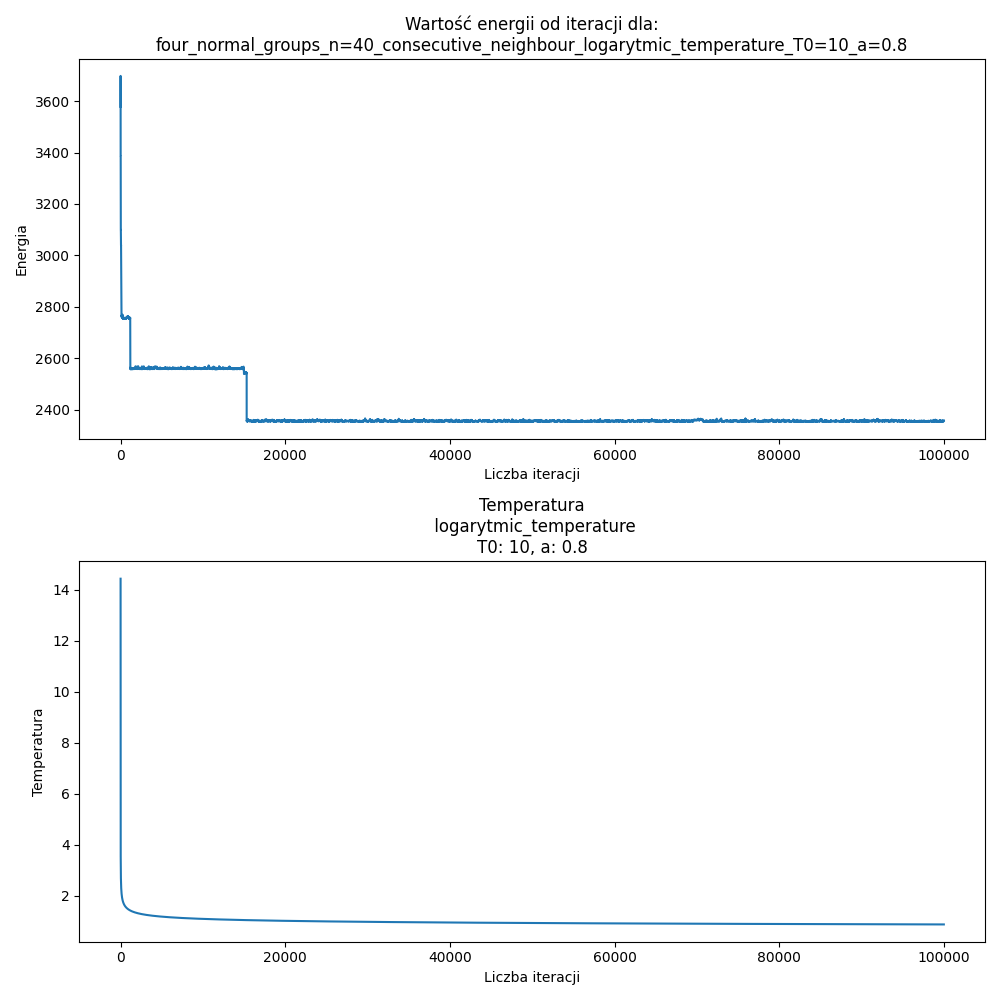 Wartość energii od iteracji dla:
four_normal_groups_n=40_consecutive_neighbour_logarytmic_temperature_T0=10_a=0.8
3600
3400
3200
3000
2800
2600
2400
Energia
0 20000 40000 60000 80000 100000
Liczba iteracji
Temperatura
logarytmic_temperature
T0: 10, a: 0.8
14
12
10
8
6
4
2
Temperatura
0 20000 40000 60000 80000 100000
Liczba iteracji